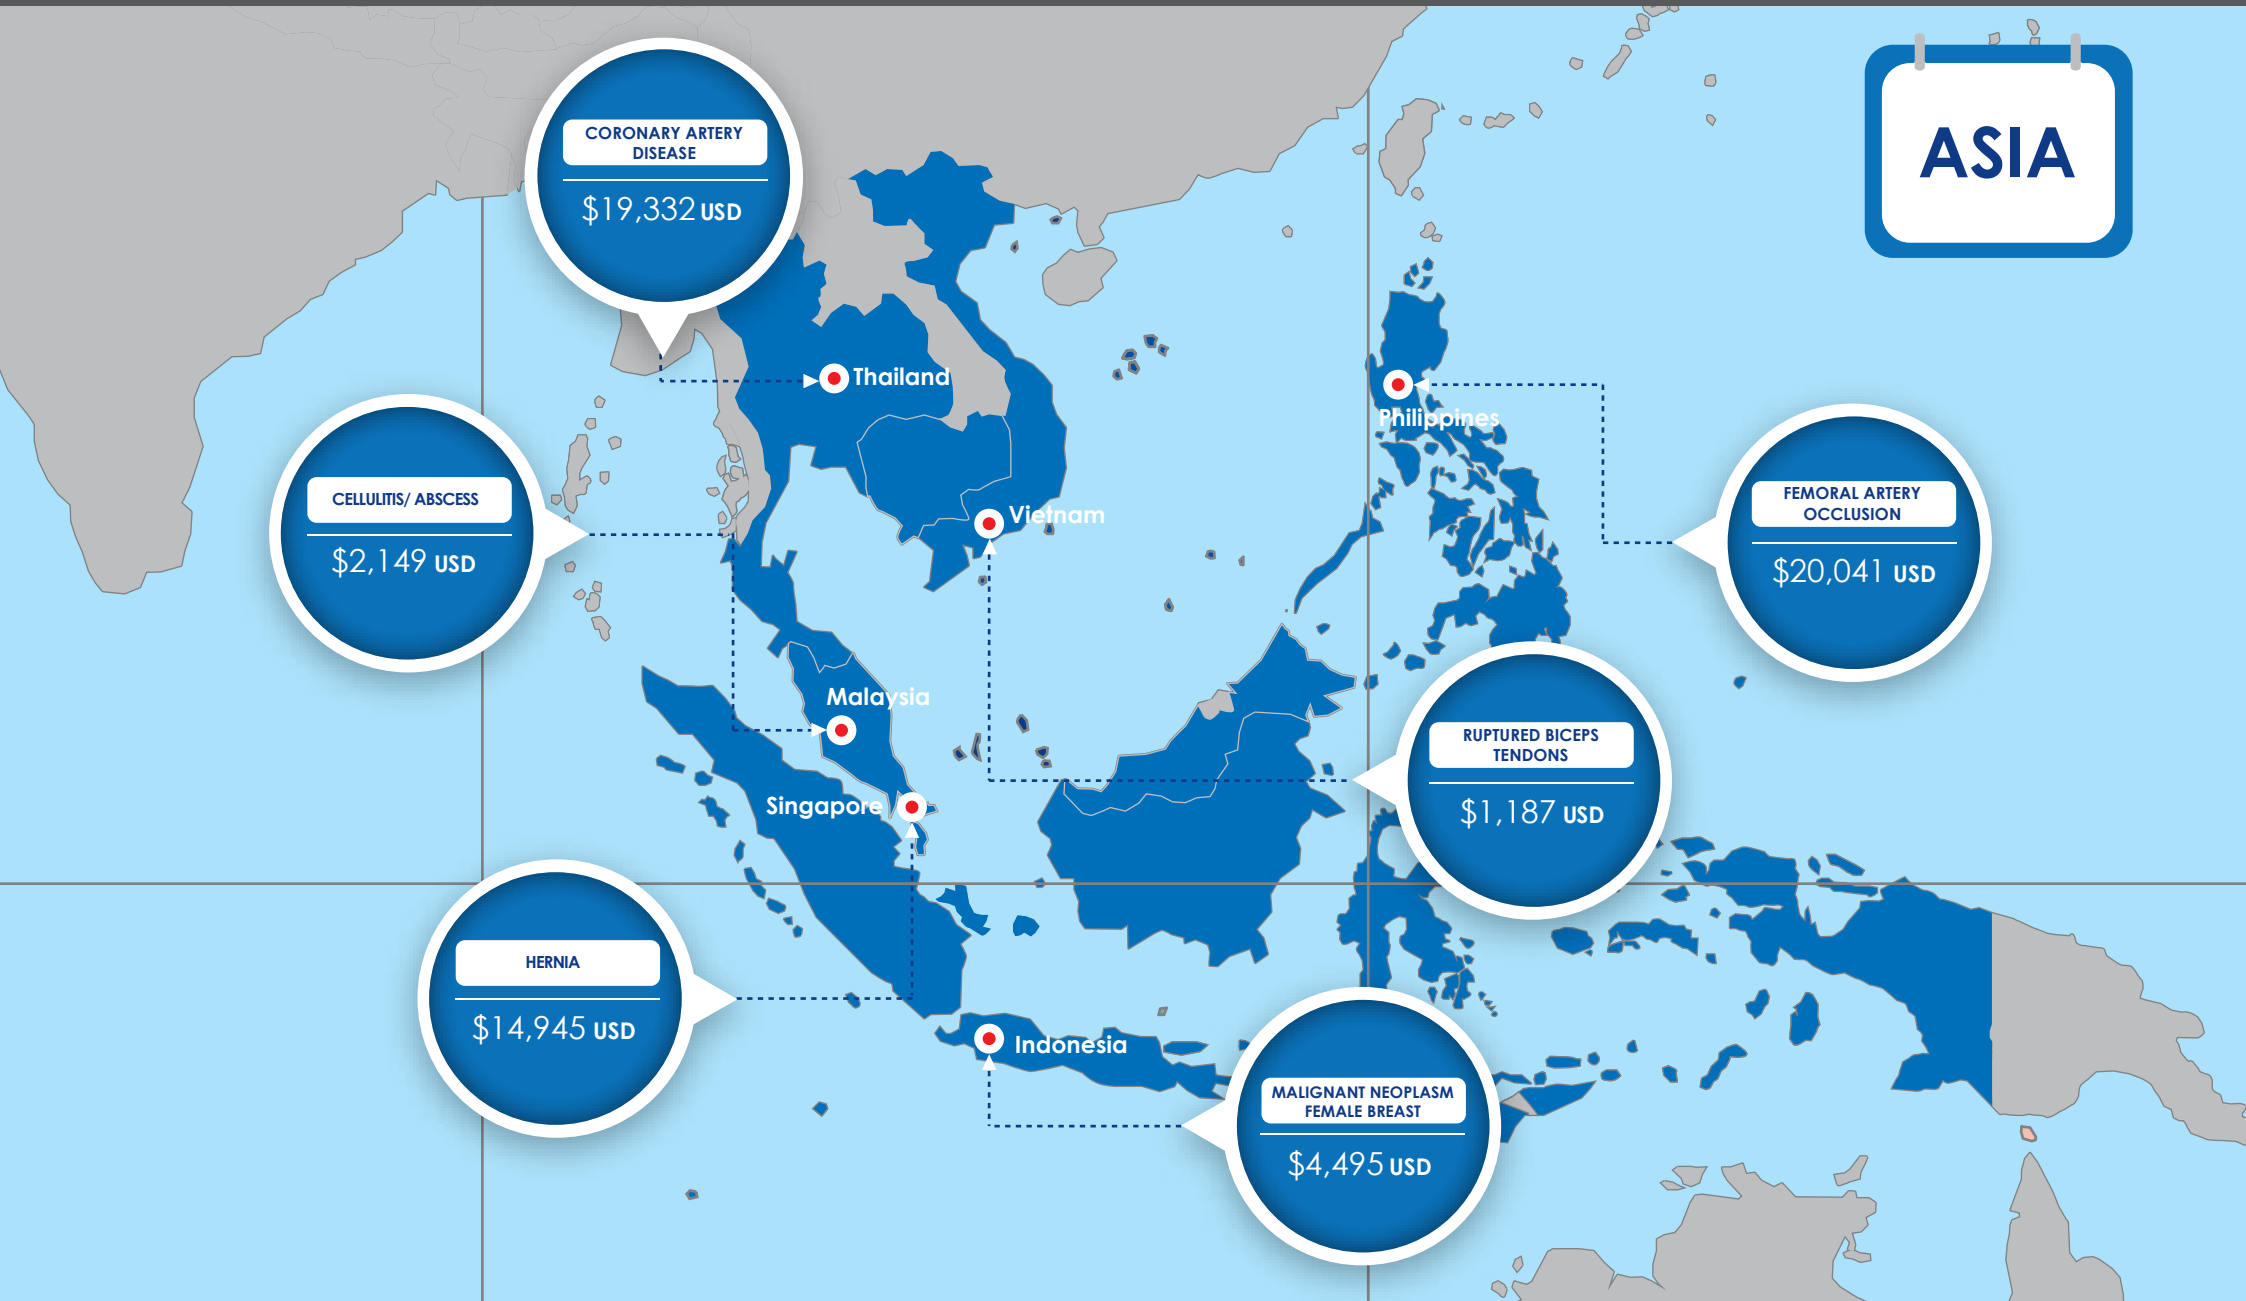 ASIA
CORONARY ARTERY
DISEASE
$19,332 USD
Thailand
Philippines
CELLULITIS/ ABSCESS
$2,149 USD
FEMORAL ARTERY
OCCLUSION
$20,041 USD
Vietnam
Malaysia
RUPTURED BICEPS
TENDONS
$1,187 USD
Singapore
HERNIA
$14,945 USD
Indonesia
MALIGNANT NEOPLASM
FEMALE BREAST
$4,495 USD